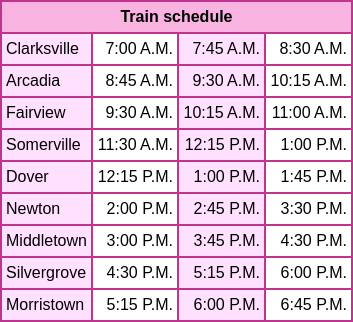 Train schedule
Clarksville 7:00 A.M. 7:45 A.M. 8:30 A.M.
Arcadia 8:45 A.M. 9:30 A.M. 10:15 A.M.
Fairview 9:30 A.M. 10:15 A.M. 11:00 A.M.
Somerville 11:30 A.M. 12:15 P.M. 1:00 P.M.
Dover 12:15 P.M. 1:00 P.M. 1:45 P.M.
Newton 2:00 P.M. 2:45 P.M. 3:30 P.M.
Middletown 3:00 P.M. 3:45 P.M. 4:30 P.M.
Silvergrove 4:30 P.M. 5:15 P.M. 6:00 P.M.
Morristown 5:15 P.M. 6:00 P.M. 6:45 P.M.